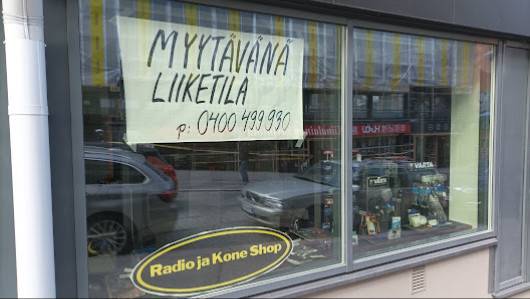 MYYTÄVÄNÄ
LIIKETILA
p: 0400 499 930
VARTA
Radio ja Kone Shop